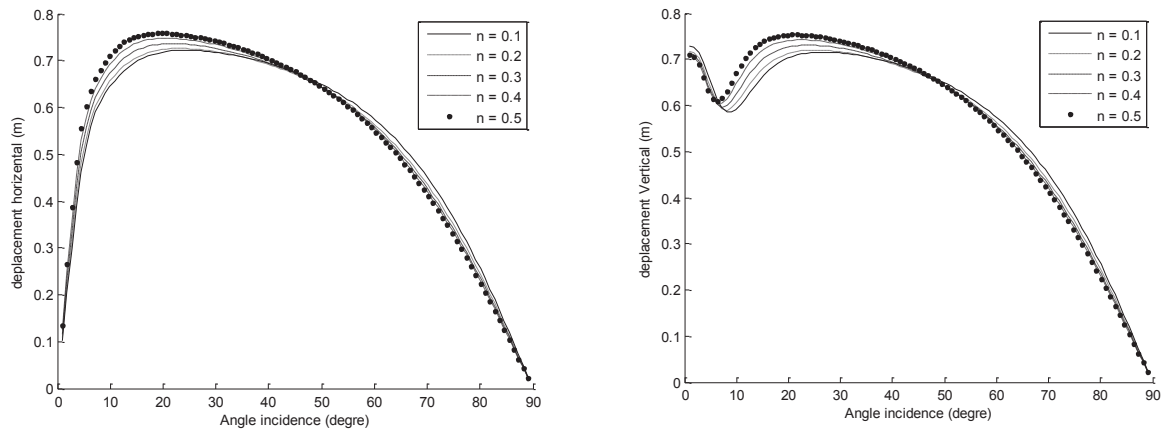 deplacement horizental (m)
0.8
0.7
0.6
0.5
0.4
0.3
0.2
0.1
0
0 10 20 30 40 50 60 70 80 90
Angle incidence (degre)
n = 0.1
n = 0.2
n = 0.3
n = 0.4
n = 0.5
deplacement Vertical (m)
0.8
0.7
0.6
0.5
0.4
0.3
0.2
0.1
0
0 10 20 30 40 50 60 70 80 90
Angle incidence (degre)
n = 0.1
n = 0.2
n = 0.3
n = 0.4
n = 0.5